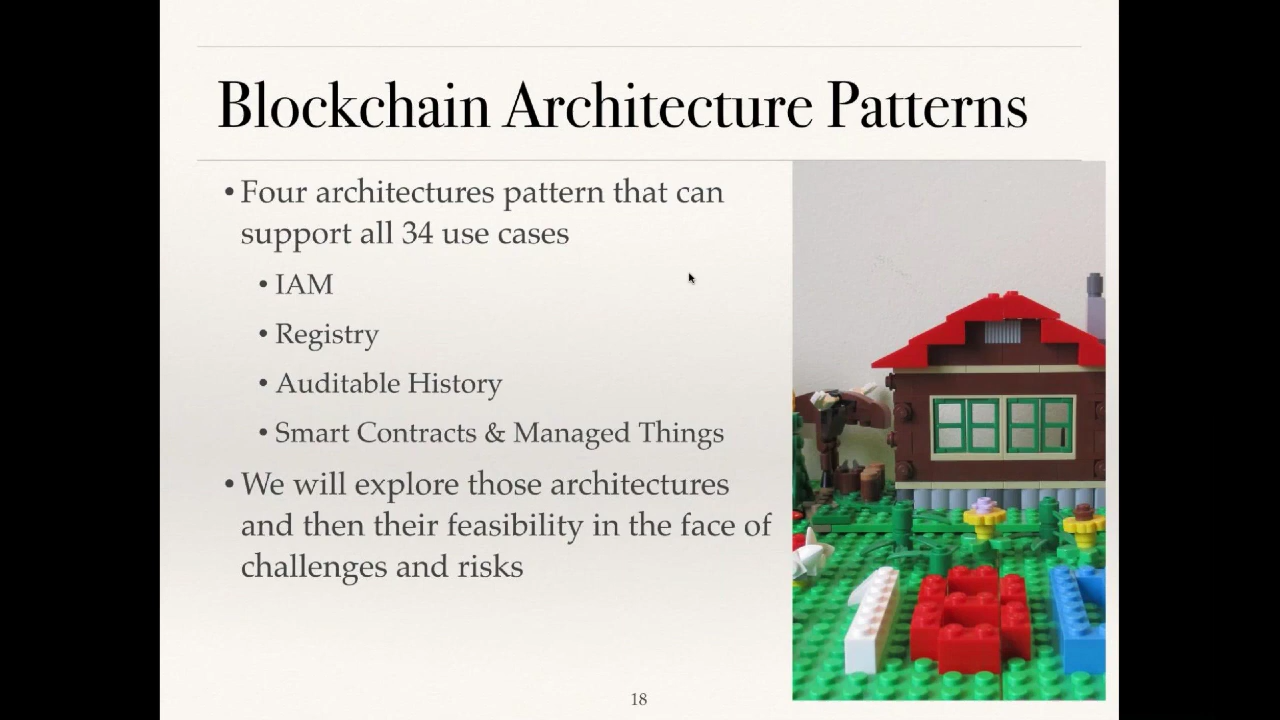 Blockchain Architecture Patterns
• Four architectures pattern that can
support all 34 use cases
• IAM
• Registry
• Auditable History
• Smart Contracts & Managed Things
• We will explore those architectures
and then their feasibility in the face of
challenges and risks
18